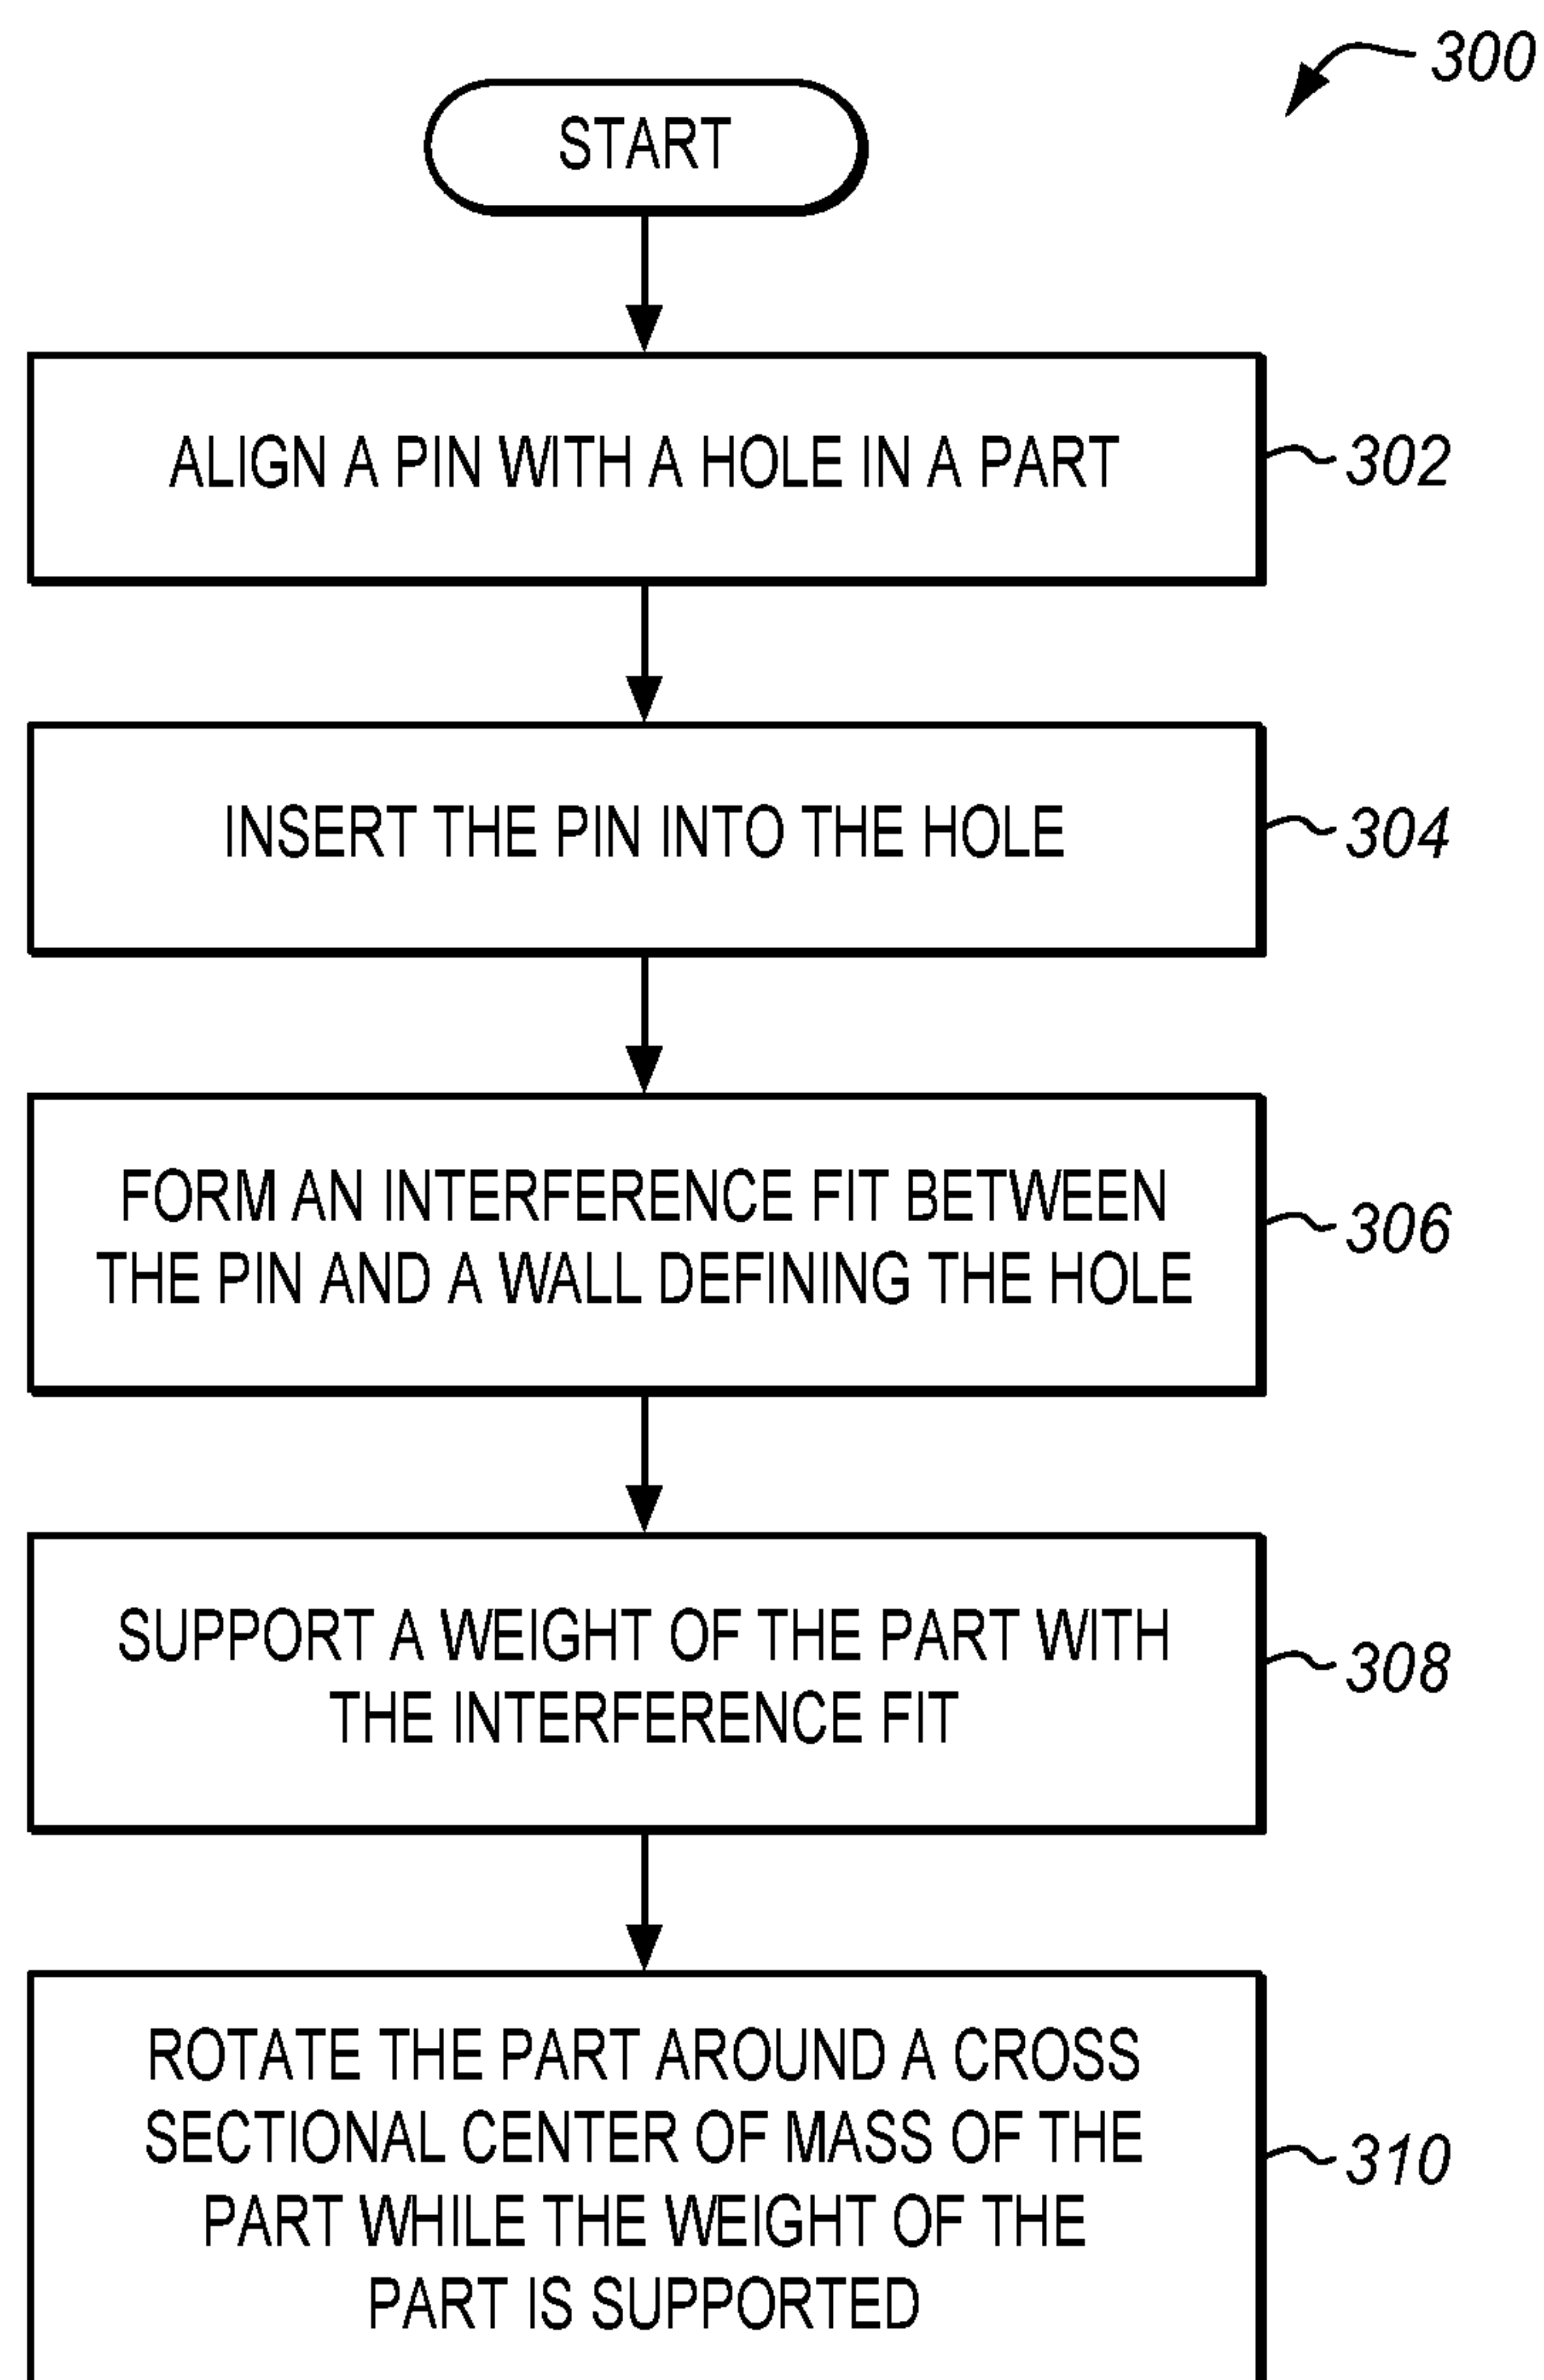 300
START
ALIGN A PIN WITH A HOLE IN A PART
302
INSERT THE PIN INTO THE HOLE
304
FORM AN INTERFERENCE FIT BETWEEN
THE PIN AND A WALL DEFINING THE HOLE
306
SUPPORT A WEIGHT OF THE PART WITH
THE INTERFERENCE FIT
308
ROTATE THE PART AROUND A CROSS
SECTIONAL CENTER OF MASS OF THE
PART WHILE THE WEIGHT OF THE
PART IS SUPPORTED
310